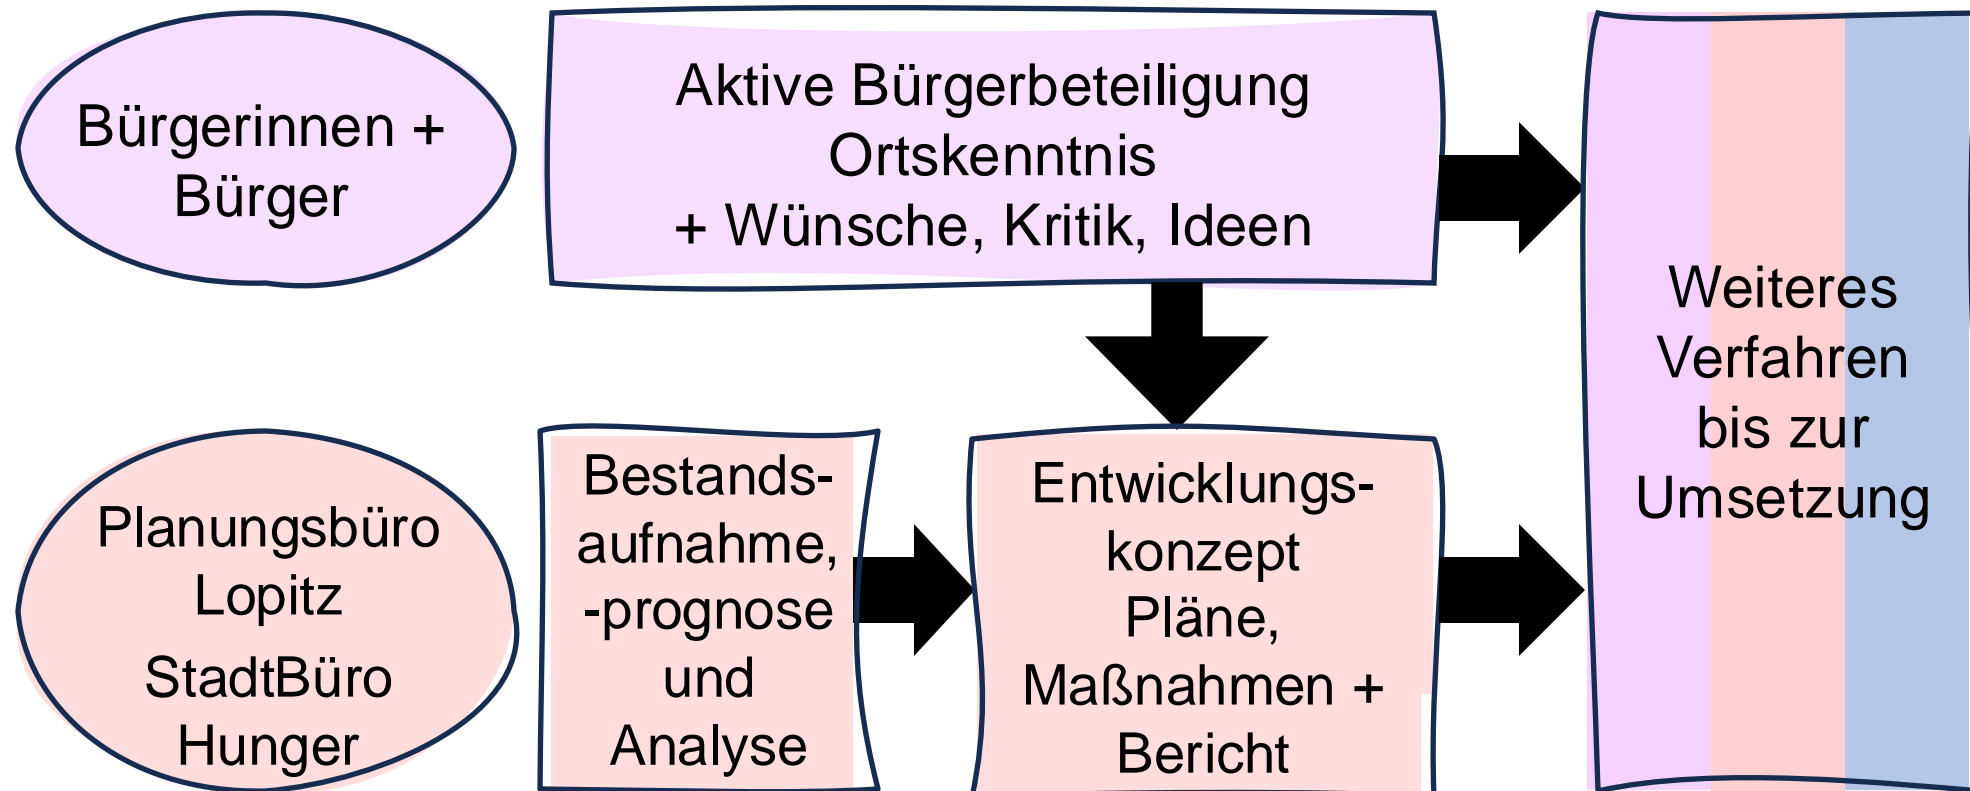 Bürgerinnen +
Bürger
Aktive Bürgerbeteiligung
Ortskenntnis
+ Wünsche, Kritik, Ideen
Planungsbüro
Lopitz
StadtBüro
Hunger
Bestands-
aufnahme,
-prognose
und
Analyse
Entwicklungs-
konzept
Pläne,
Maßnahmen +
Bericht
Weiteres
Verfahren
bis zur
Umsetzung